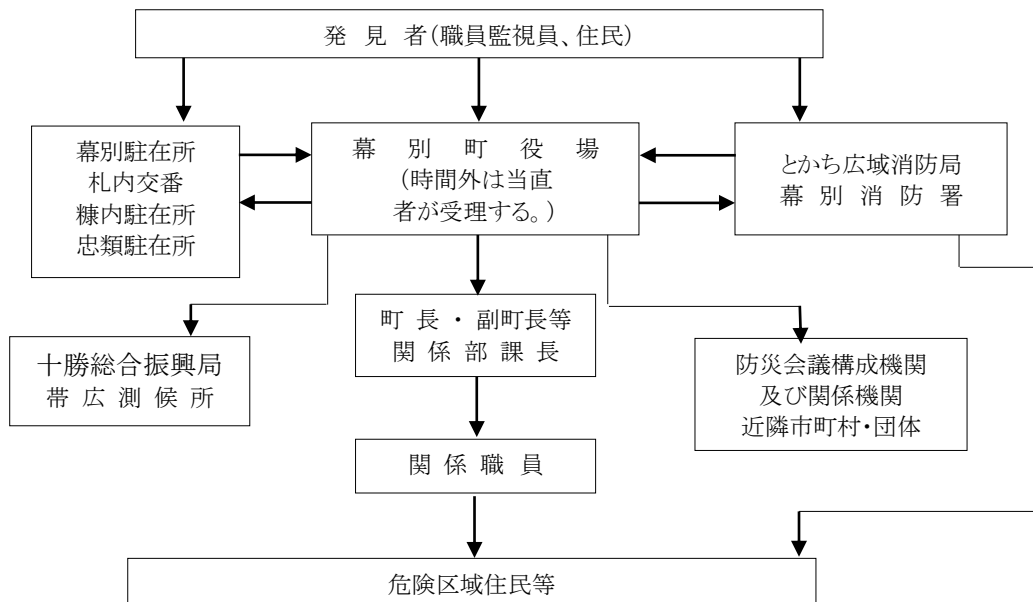 発 見 者(職員監視員、住民)
幕別駐在所
札内交番
糠内駐在所
忠類駐在所
幕 別 町 役 場
(時間外は当直
者が受理する。)
とかち広域消防局
幕 別 消 防 署
町 長 ・ 副町長等
関 係 部 課 長
十勝総合振興局
帯 広 測 候 所
防災会議構成機関
及び関係機関
近隣市町村・団体
関 係 職 員
危険区域住民等